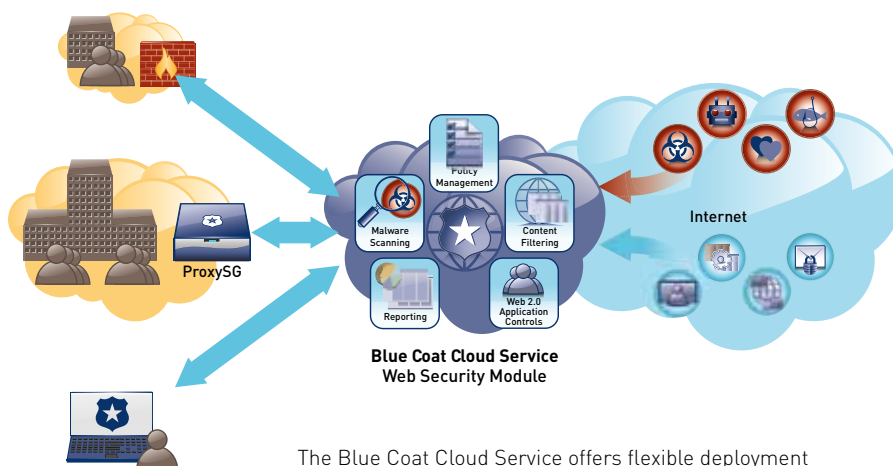 Policy
Management
Malware
Scanning
Content
Filtering
Internet
ProxySG
Reporting
Web 2.0
Application
Controls
Blue Coat Cloud Service
Web Security Module
The Blue Coat Cloud Service offers flexible deployment